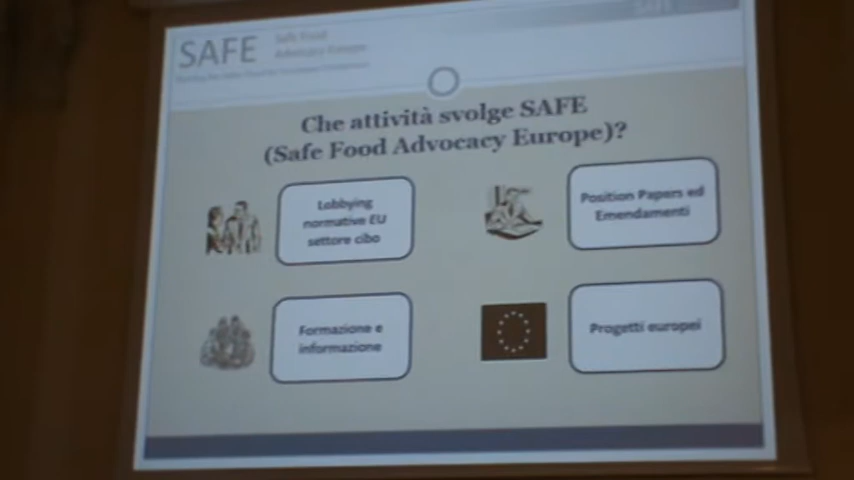 SAFE
Safe Food
Advocacy Europe
Che attività svolge SAFE
(Safe Food Advocacy Europe)?
Lobbying
normative EU
settore cibo
Position Papers ed
Emendamenti
Formazione e
informazione
Progetti europei